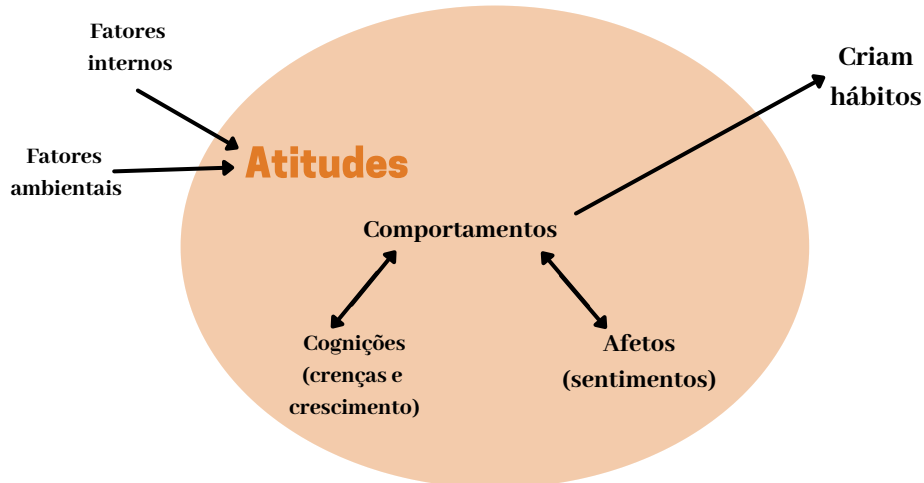 Fatores
internos
Criam
hábitos
Fatores
ambientais
Atitudes
Comportamentos
Cognições
(crenças e
crescimento)
Afetos
(sentimentos)